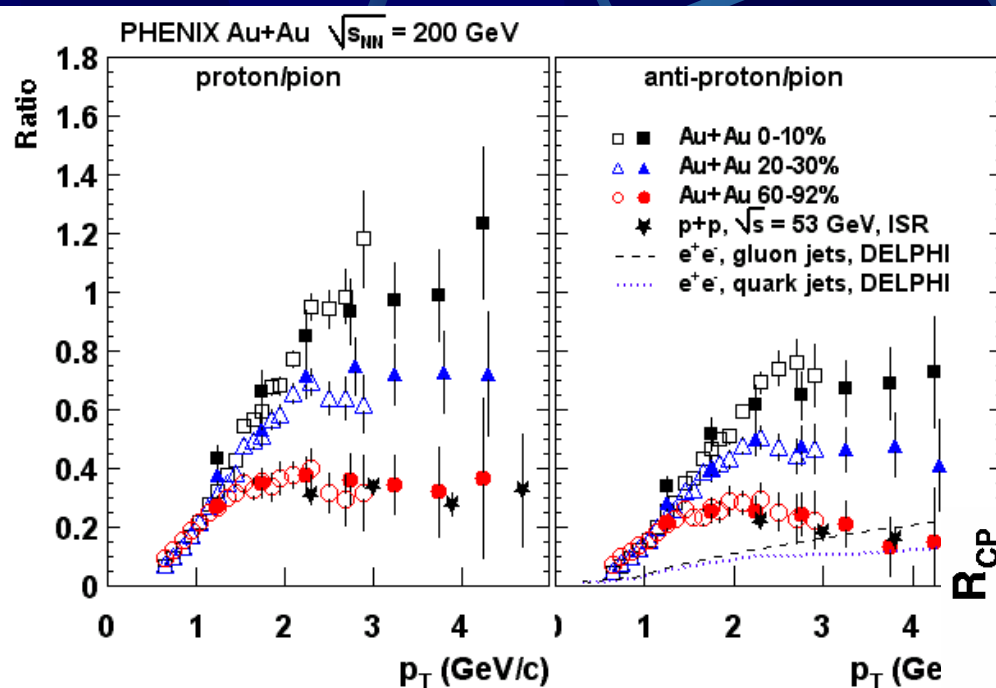 PHENIX Au+Au √sNN = 200 GeV
proton/pion
anti-proton/pion
Ratio
1.8
1.6
1.4
1.2
1
0.8
0.6
0.4
0.2
0
Au+Au 0-10%
Au+Au 20-30%
Au+Au 60-92%
p+p, √s = 53 GeV, ISR
e+e-, gluon jets, DELPHI
e+e-, quark jets, DELPHI
0 1 2 3 4
0 1 2 3 4
pT (GeV/c)
pT (Ge
RCP